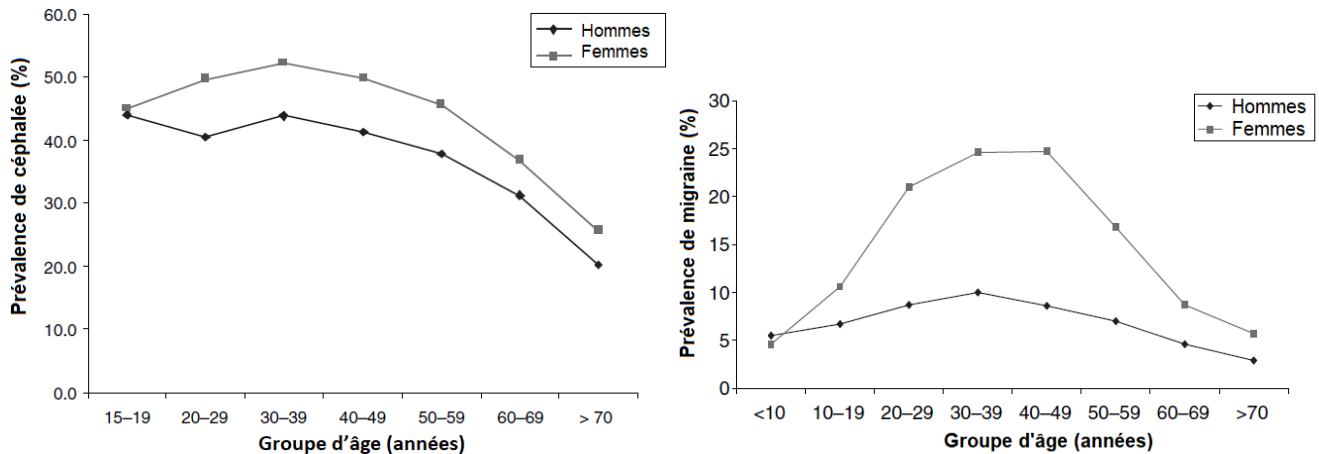 Prévalence de céphalée (%)
60.0
50.0
40.0
30.0
20.0
10.0
0.0
Hommes
Femmes
15–19 20–29 30–39 40–49 50–59 60–69 > 70
Groupe d’âge (années)
Prévalence de migraine (%)
30
25
20
15
10
5
0
Hommes
Femmes
<10 10–19 20–29 30–39 40–49 50–59 60–69 >70
Groupe d'âge (années)